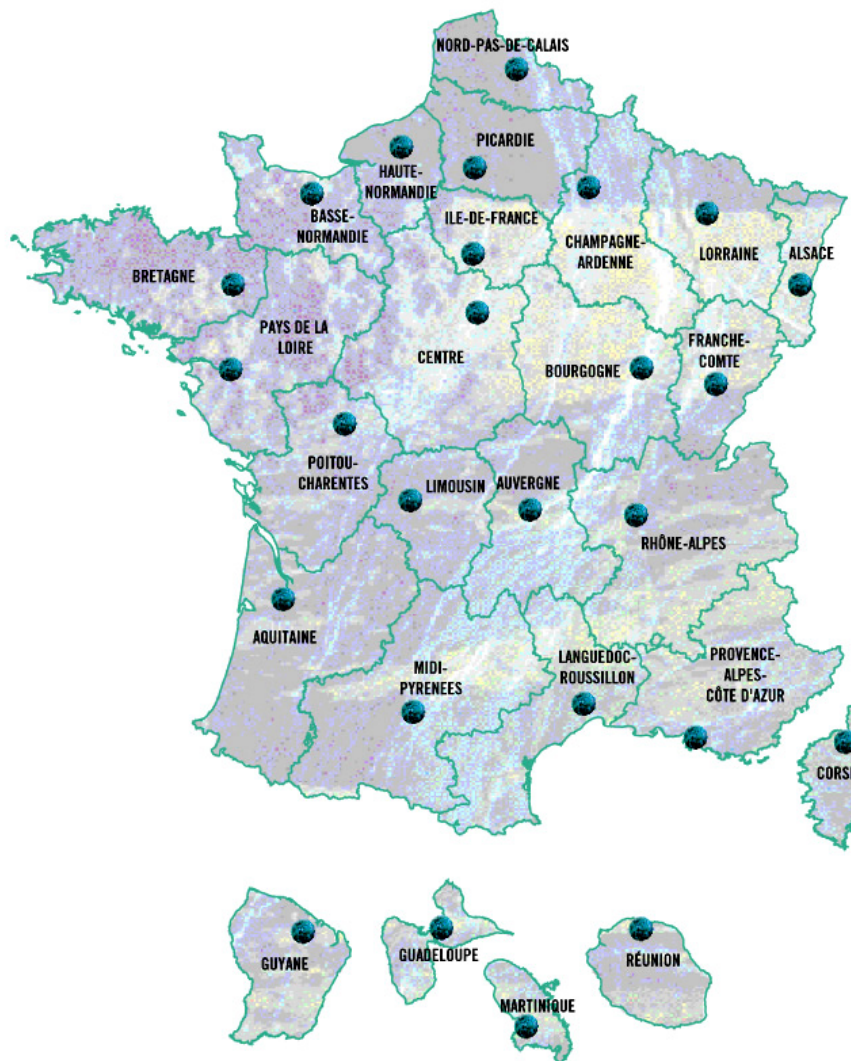 NORD-PAS-DE-CALAIS
PICARDIE
HAUTE-
NORMANDIE
BASSE-
NORMANDIE
ILE-DE-FRANCE
CHAMPAGNE-
ARDENNE
LORRAINE
ALSACE
BRETAGNE
PAYS DE LA
LOIRE
CENTRE
BOURGOGNE
FRANCHE-
COMTE
POITOU-
CHARENTES
LIMOUSIN
AUVERGNE
RHÔNE-ALPES
AQUITAINE
MIDI-
PYRENEES
LANGUEDOC-
ROUSSILLON
PROVENCE-
ALPES-
CÔTE D'AZUR
CORS
GUYANE
GUADELOUPE
MARTINIQUE
RÉUNION